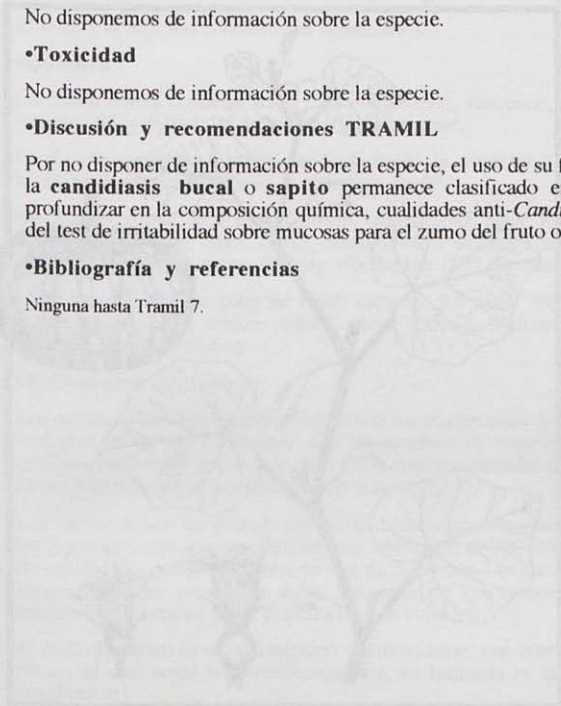 No disponemos de información sobre la especie.
•Toxicidad
No disponemos de información sobre la especie.
•Discusión y recomendaciones TRAMIL
Por no disponer de información sobre la especie, el uso de su
la candidiasis bucal o sapito permanece clasificado
profundizar en la composición química, cualidades anti-Cand
del test de irritabilidad sobre mucosas para el zumo del fruto
•Bibliografía y referencias
Ninguna hasta Tramil 7.